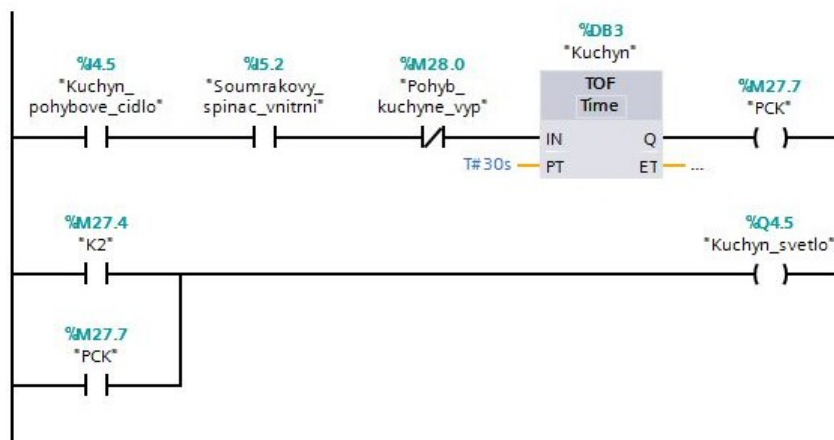 %DB3
"Kuchyn"
%I4.5
"Kuchyn_
pohybove_cidlo"
%I5.2
"Soumrakovy_
spinac_vnitrni"
%M28.0
"Pohyb_
kuchyne_vyp"
TOF
Time
%M27.7
"PCK"
IN
Q
T#30s
PT
ET
...
%M27.4
"K2"
%Q4.5
"Kuchyn_svetlo"
%M27.7
"PCK"